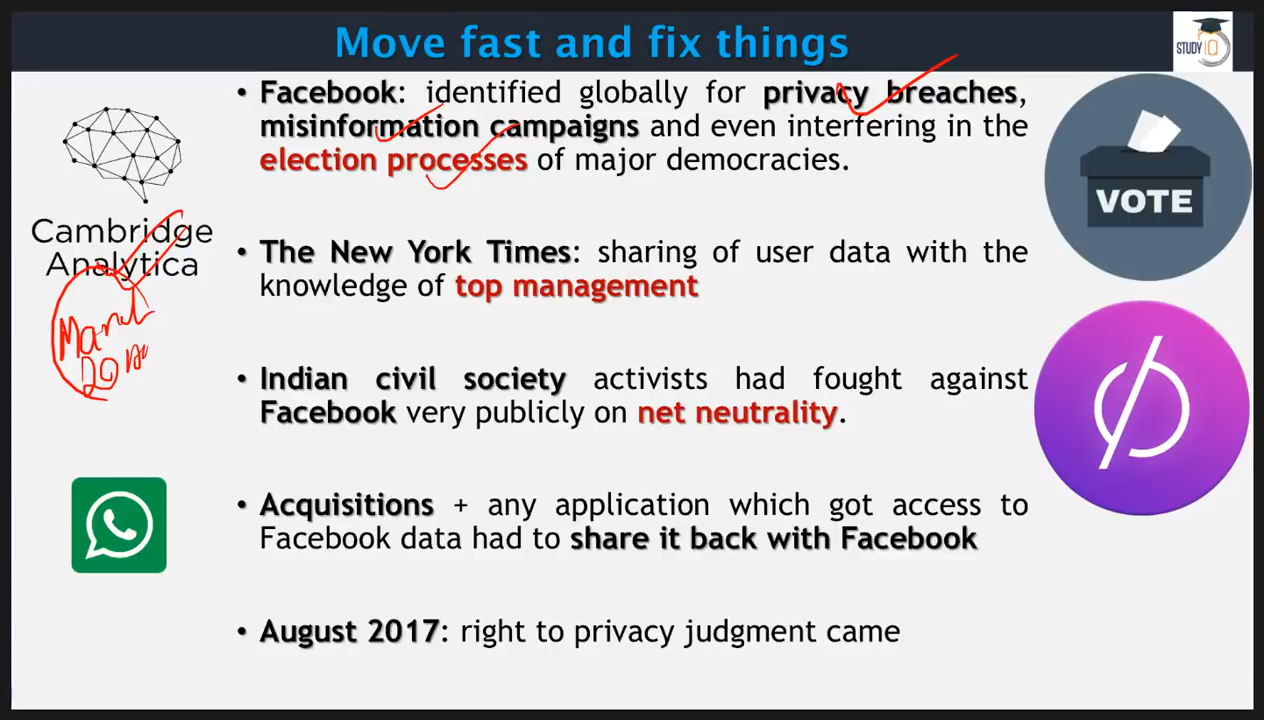 Move fast and fix things
STUDY IQ
• Facebook: identified globally for privacy breaches,
misinformation campaigns and even interfering in the
election processes of major democracies.
Cambridge
Analytica
VOTE
• The New York Times: sharing of user data with the
knowledge of top management
• Indian civil society activists had fought against
Facebook very publicly on net neutrality.
• Acquisitions + any application which got access to
Facebook data had to share it back with Facebook
• August 2017: right to privacy judgment came